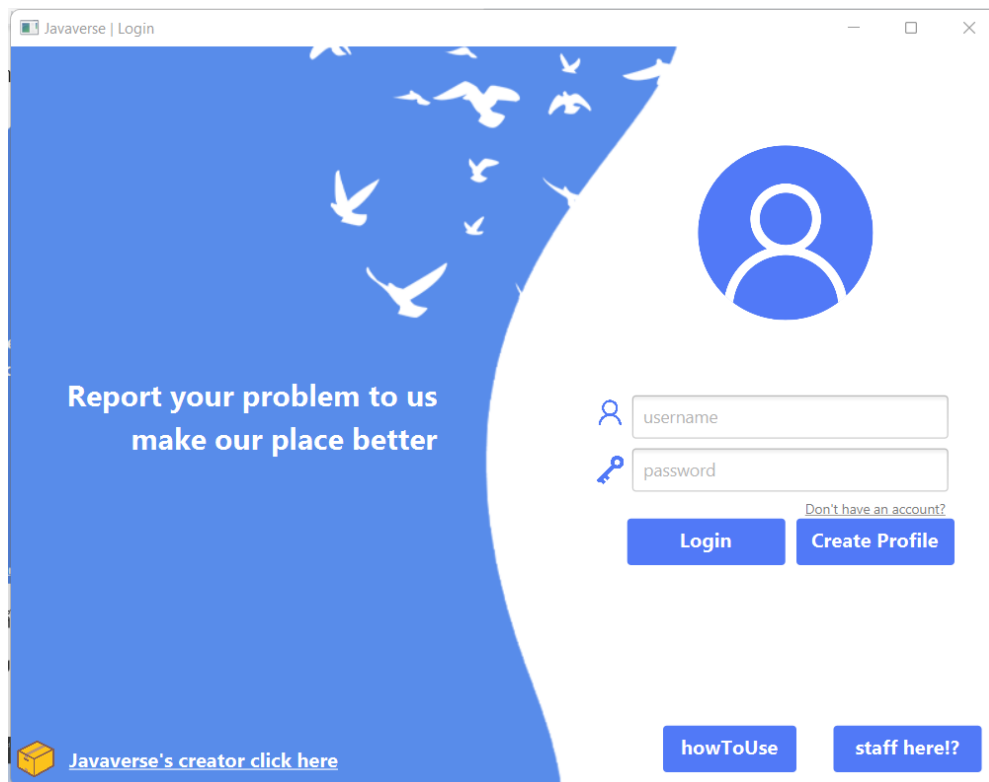 Javaverse | Login
Report your problem to us
make our place better
username
password
Don't have an account?
Login
Create Profile
howToUse
staff here!?
Javaverse's creator click here